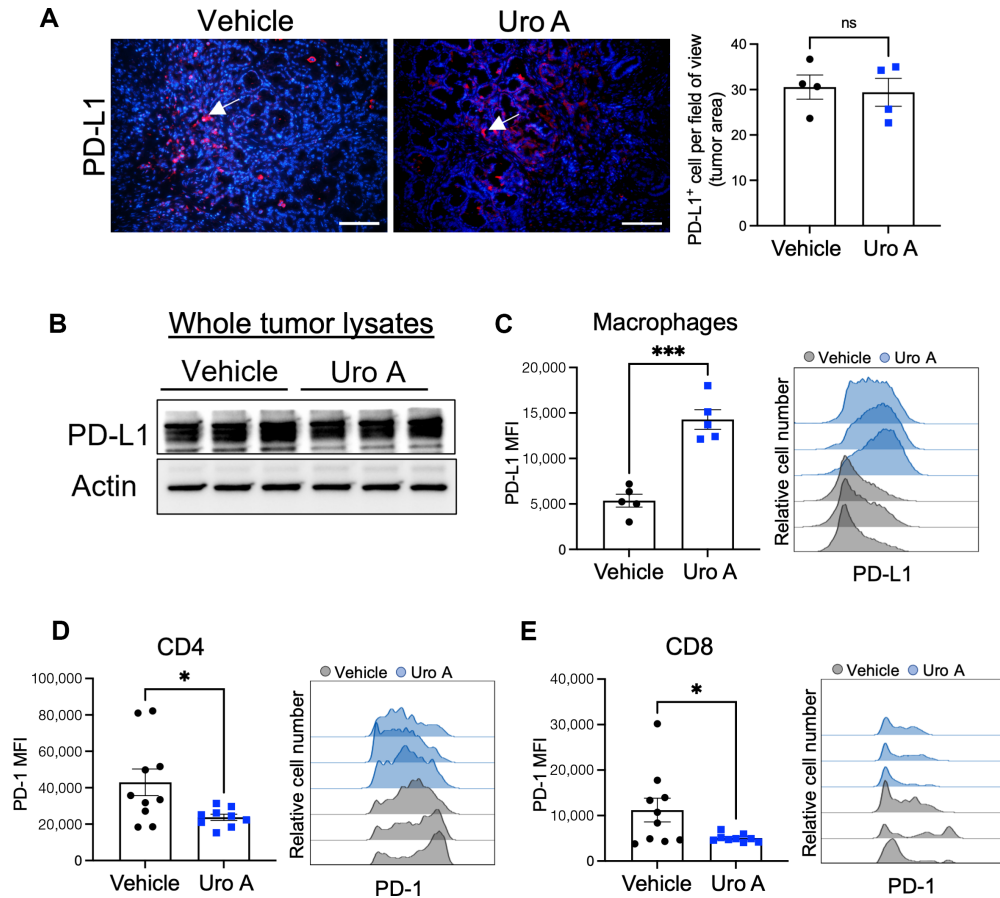 A
Vehicle
Uro A
PD-L1
PD-L1+ cell per field of view
(tumor area)
40
30
20
10
0
ns
Vehicle
Uro A
B
Whole tumor lysates
Vehicle
Uro A
PD-L1
Actin
C
Macrophages
PD-L1 MFI
20,000
15,000
10,000
5,000
0
***
Vehicle
Uro A
Vehicle
Uro A
Relative cell number
PD-L1
D
CD4
PD-1 MFI
100,000
80,000
60,000
40,000
20,000
0
*
Vehicle
Uro A
Vehicle
Uro A
Relative cell number
PD-1
E
CD8
PD-1 MFI
40,000
30,000
20,000
10,000
0
*
Vehicle
Uro A
Vehicle
Uro A
Relative cell number
PD-1